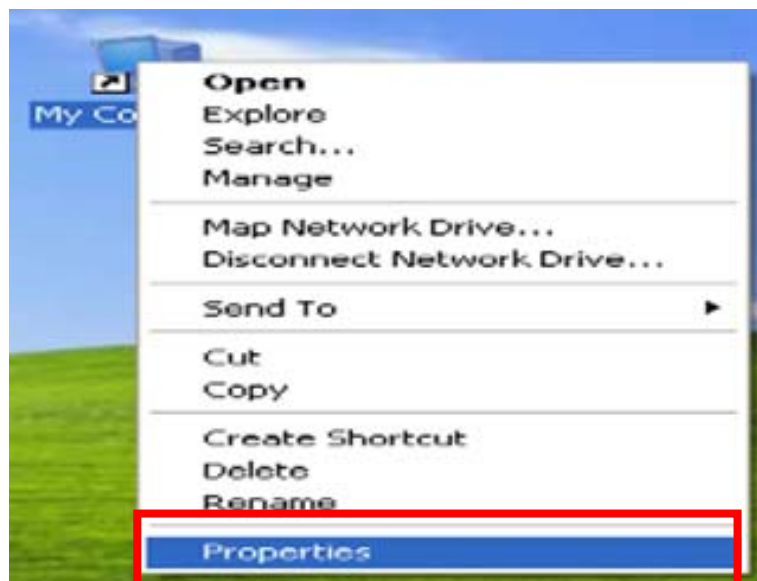 My Co
Open
Explore
Search...
Manage
Map Network Drive...
Disconnect Network Drive...
Send To
Cut
Copy
Create Shortcut
Delete
Rename
Properties